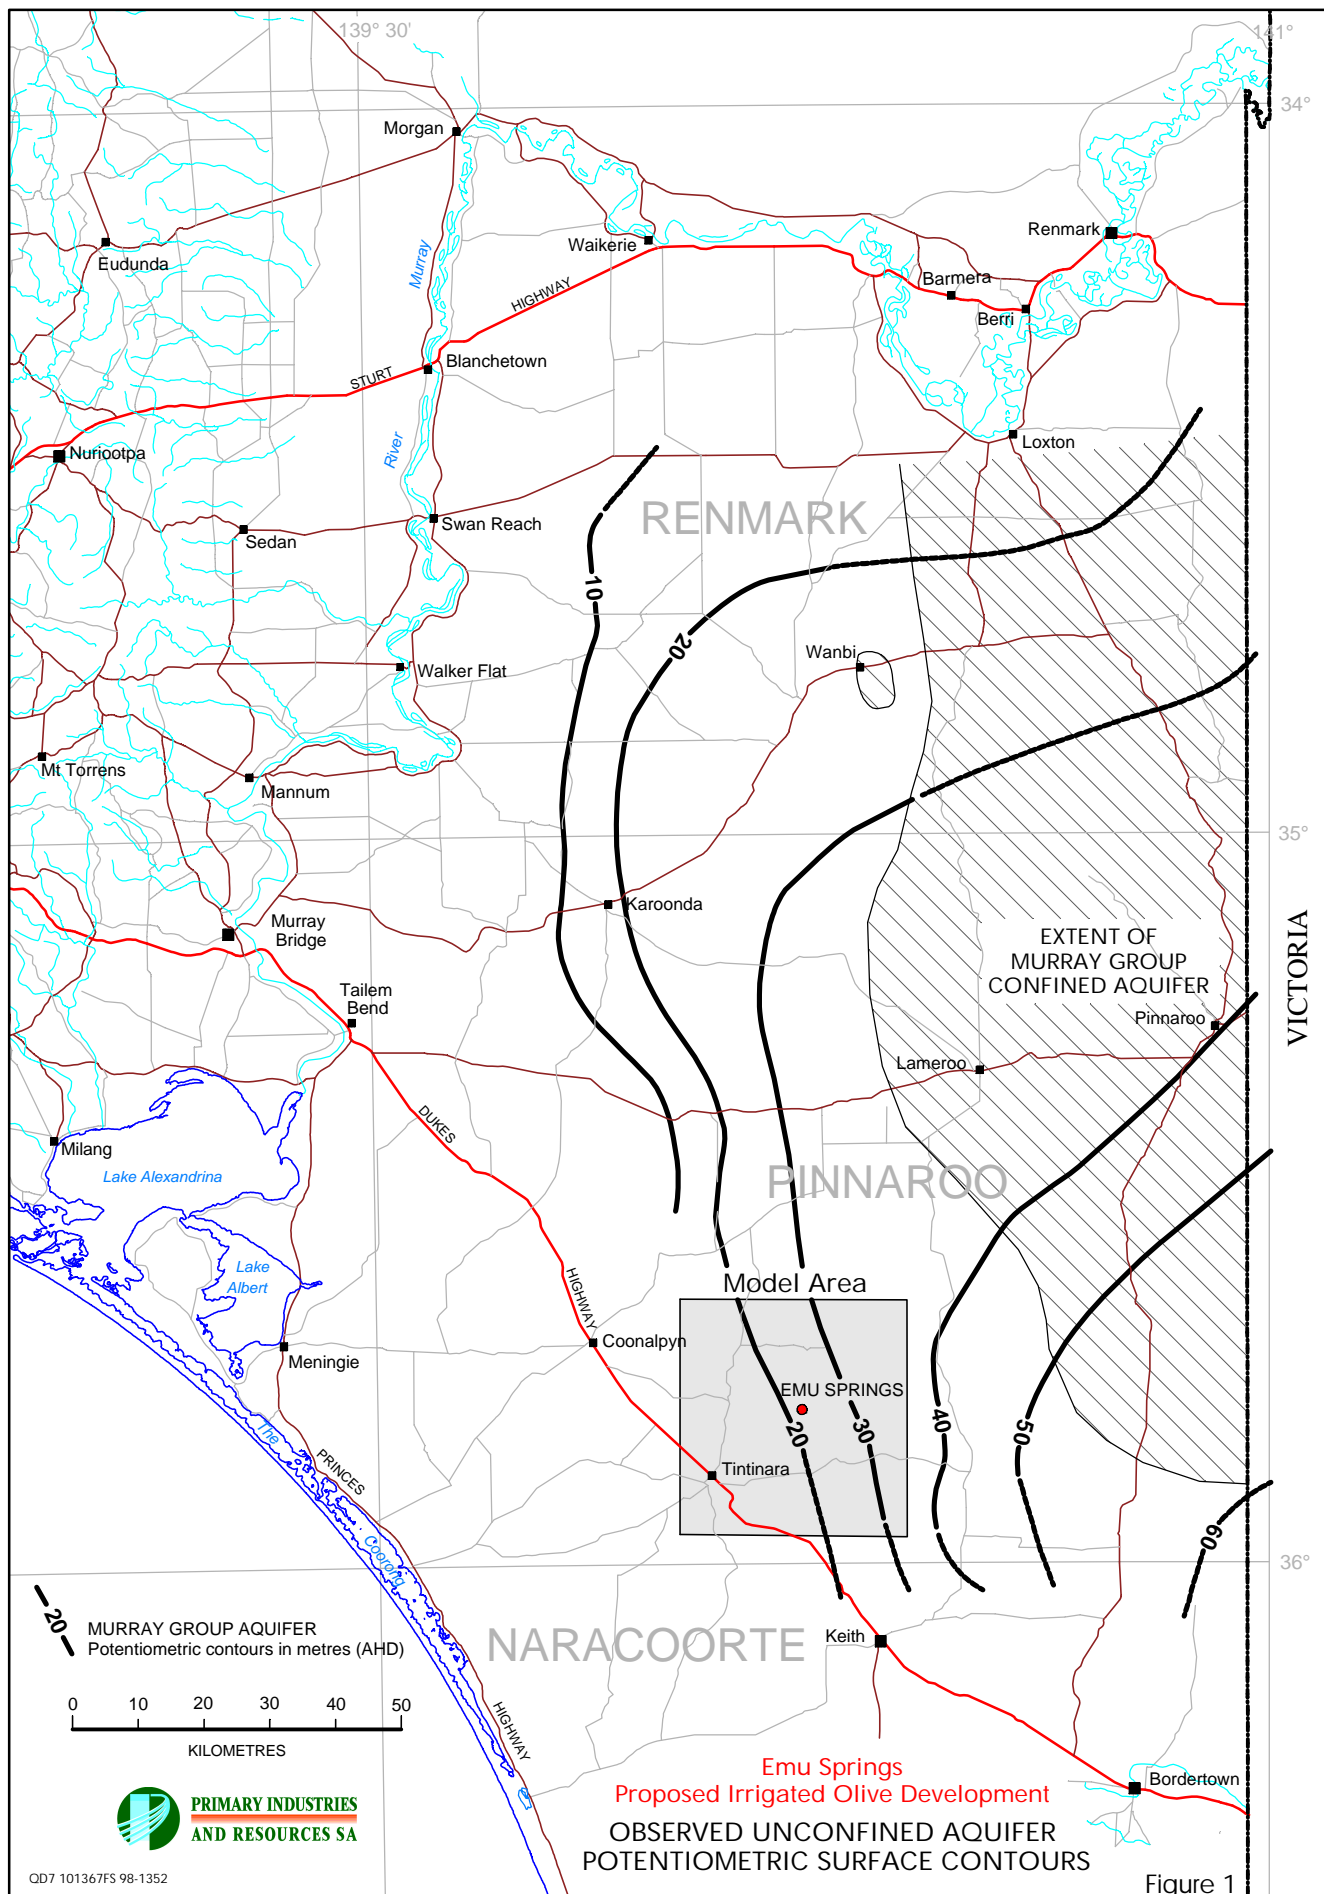 139° 30'
141°
34°
Morgan
Renmark
Waikerie
Eudunda
Murray
HIGHWAY
Barmera
Berri
Blanchetown
STURT
Loxton
River
Nuriootpa
RENMARK
Swan Reach
Sedan
10
20
Wanbi
Walker Flat
Mt Torrens
Mannum
35°
Karoonda
Murray
Bridge
EXTENT OF
MURRAY GROUP
CONFINED AQUIFER
VICTORIA
Tailem
Bend
Pinnaroo
Lameroo
DUKES
Milang
Lake Alexandrina
PINNAROO
Lake
Albert
HIGHWAY
Model Area
Coonalpyn
Meningie
EMU SPRINGS
The
20
30
40
50
PRINCES
Tintinara
60
Coorong
36°
20
MURRAY GROUP AQUIFER
Potentiometric contours in metres (AHD)
NARACOORTE
Keith
0 10 20 30 40 50
KILOMETRES
HIGHWAY
Emu Springs
Proposed Irrigated Olive Development
Bordertown
PRIMARY INDUSTRIES
AND RESOURCES SA
OBSERVED UNCONFINED AQUIFER
POTENTIOMETRIC SURFACE CONTOURS
QD7 101367FS 98-1352
Figure 1